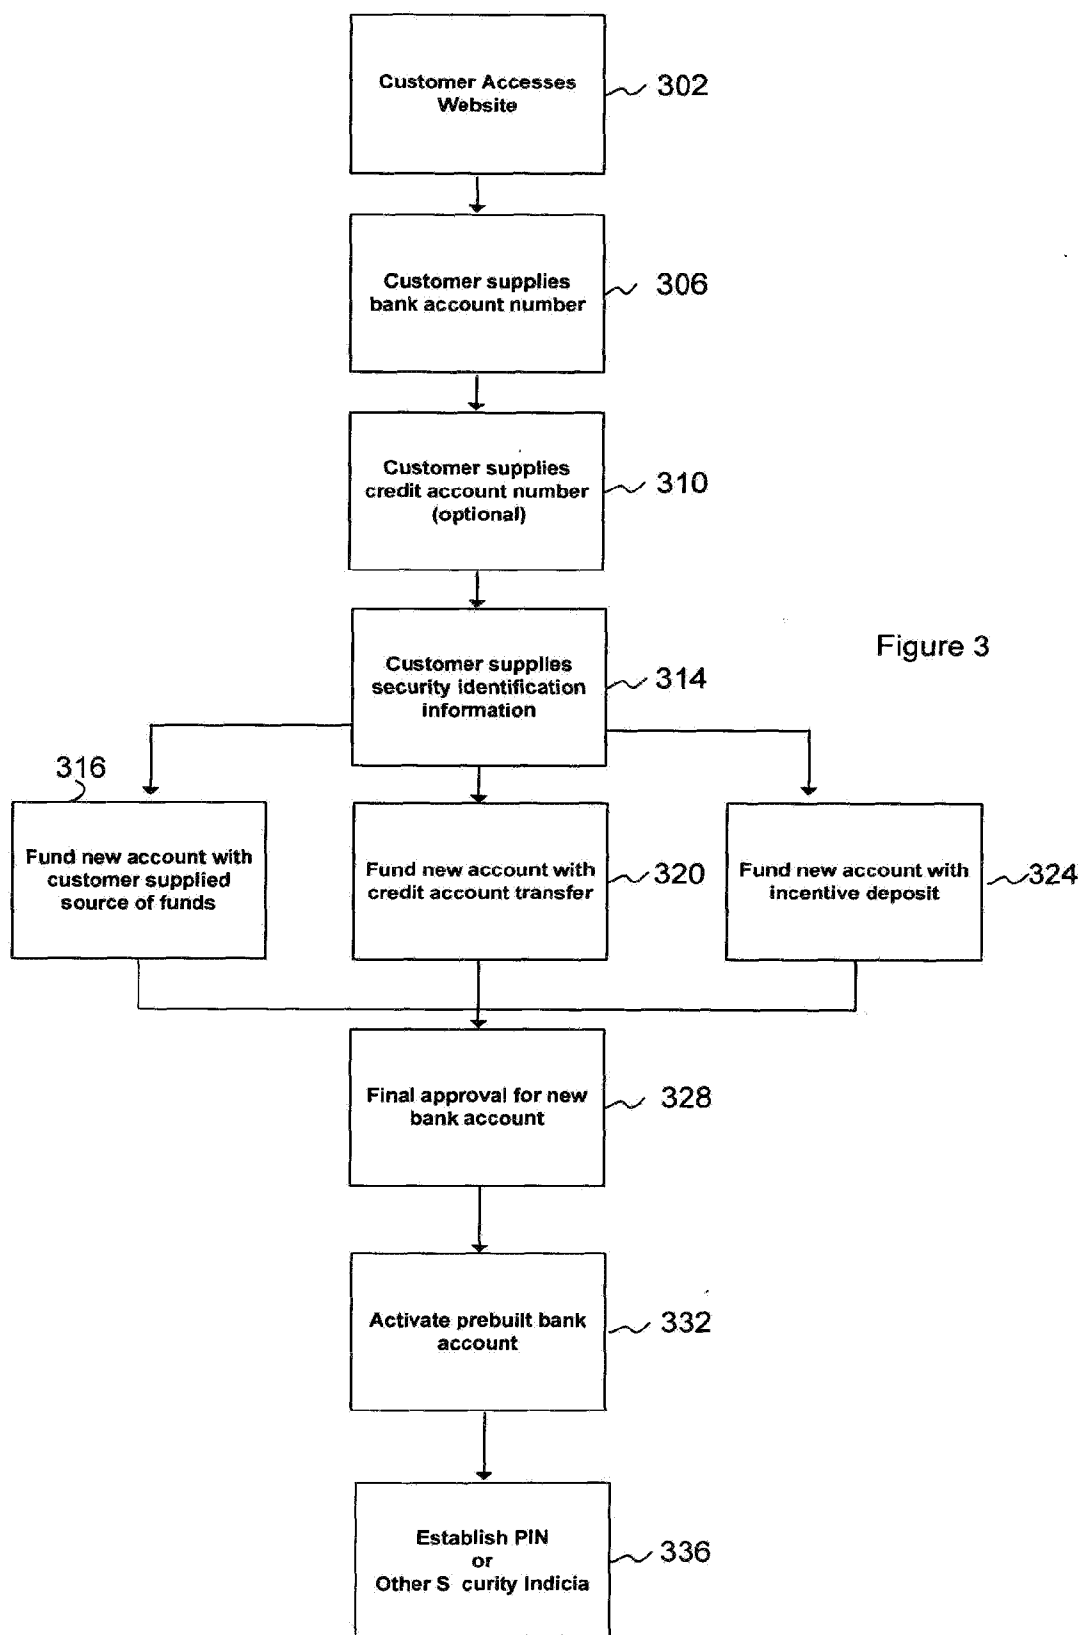 Customer Accesses
Website
302
Customer supplies
bank account number
306
Customer supplies
credit account number
(optional)
310
Figure 3
Customer supplies
security identification
information
314
316
Fund new account with
customer supplied
source of funds
Fund new account with
credit account transfer
320
Fund new account with
incentive deposit
324
Final approval for new
bank account
328
Activate prebuilt bank
account
332
Establish PIN
or
Other S curity Indicia
336